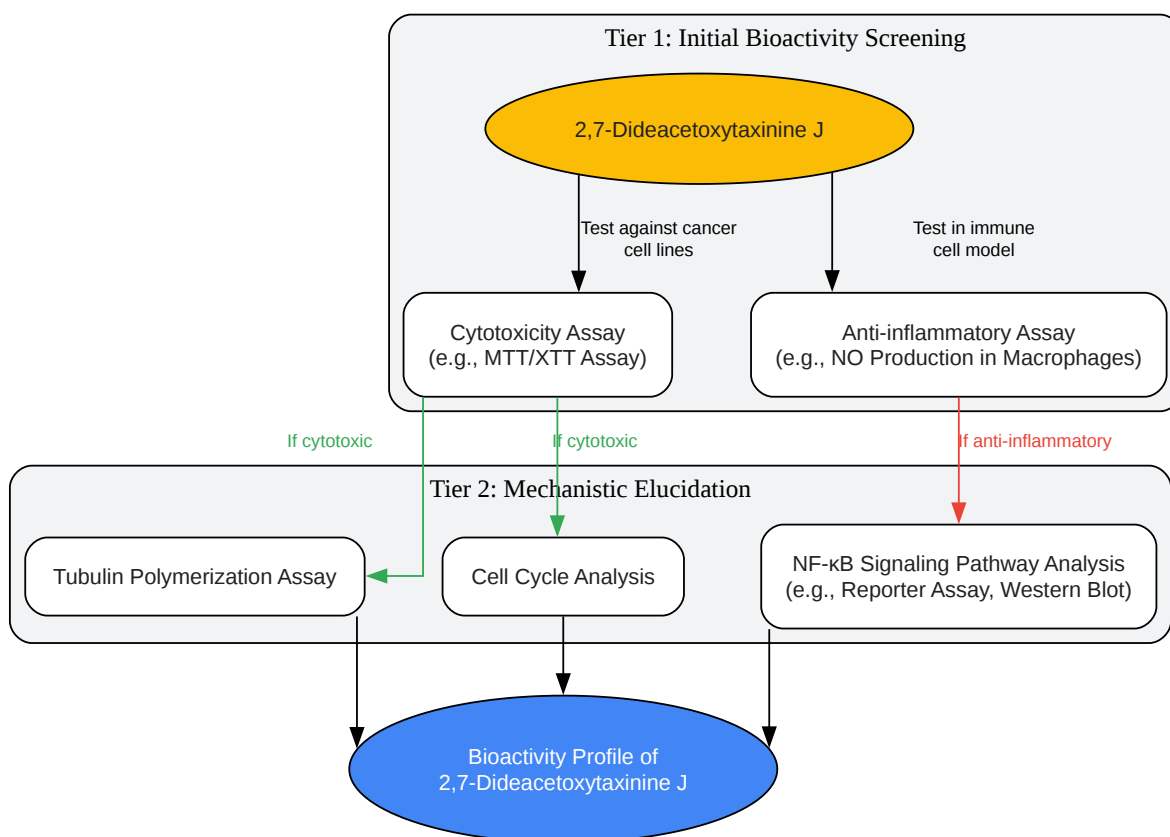 Tier 1: Initial Bioactivity Screening
2,7-Dideacetoxytaxinine J
Test against cancer
cell lines
Test in immune
cell model
Cytotoxicity Assay
(e.g., MTT/XTT Assay)
Anti-inflammatory Assay
(e.g., NO Production in Macrophages)
If cytotoxic
If cytotoxic
If anti-inflammatory
Tier 2: Mechanistic Elucidation
Tubulin Polymerization Assay
Cell Cycle Analysis
NF-κB Signaling Pathway Analysis
(e.g., Reporter Assay, Western Blot)
Bioactivity Profile of
2,7-Dideacetoxytaxinine J